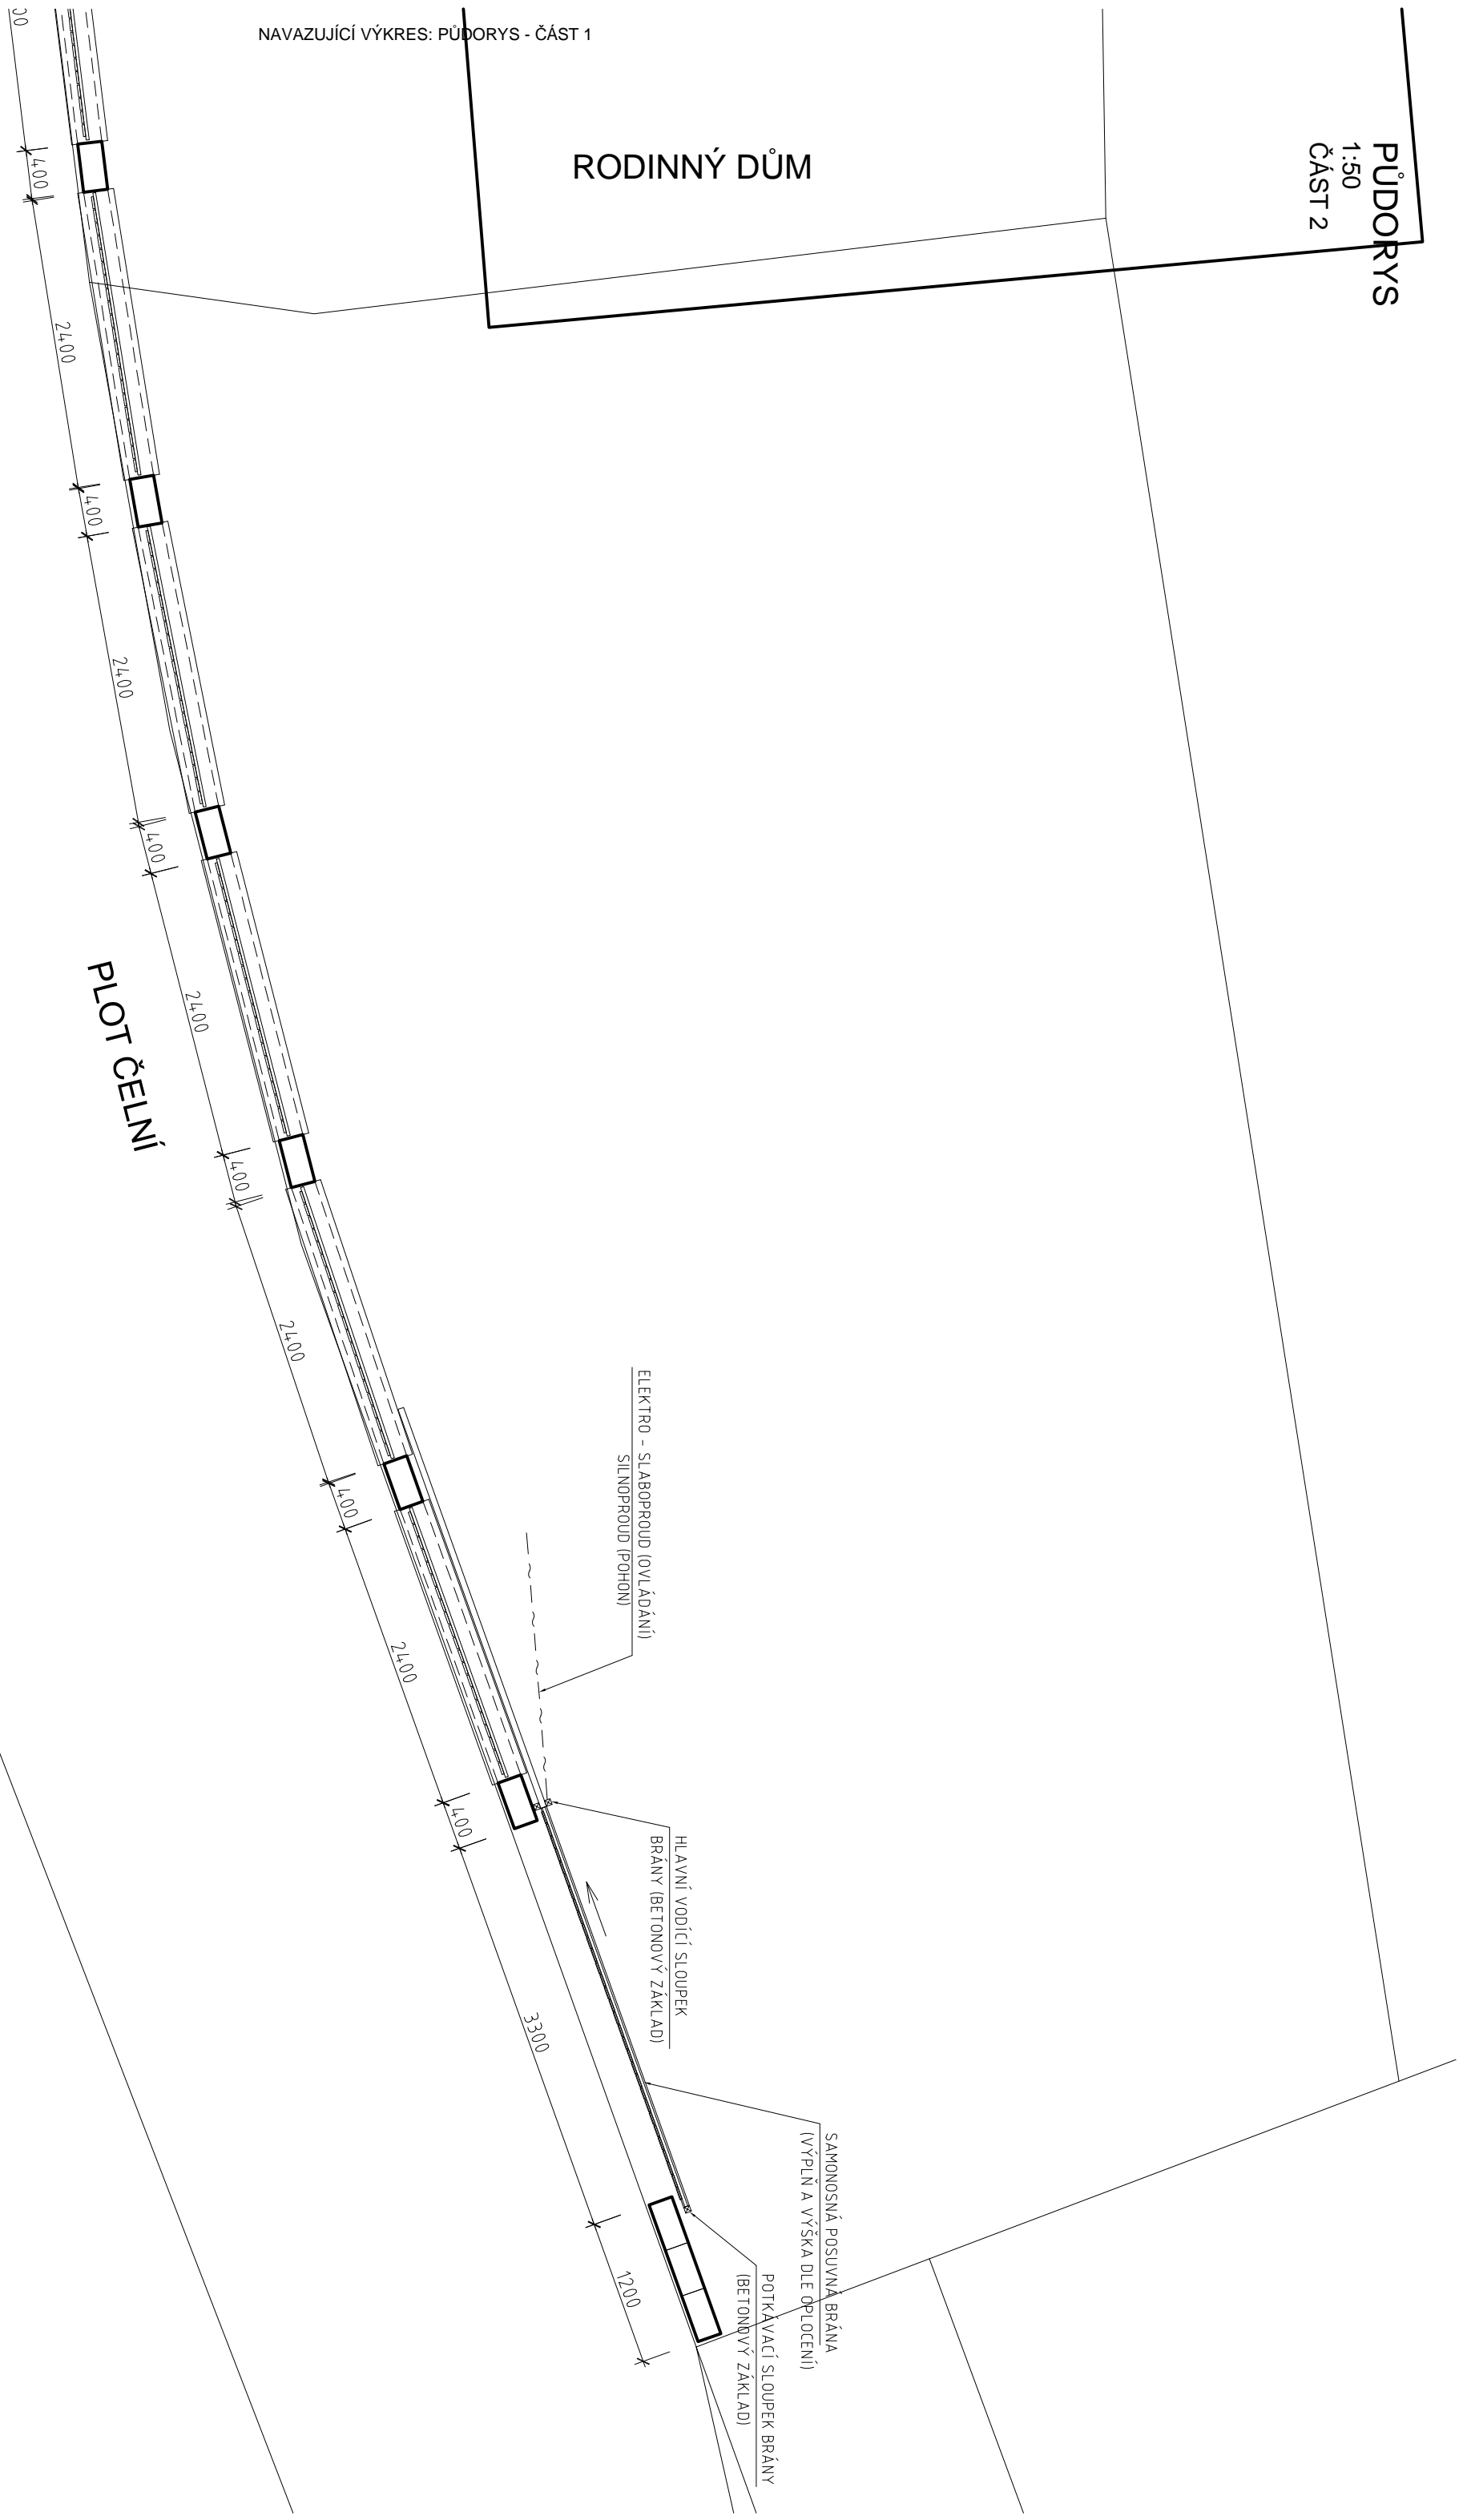 NAVAZUJÍCÍ VÝKRES: PŮDORYS - ČÁST 1
RODINNÝ DŮM
PŮDORYS
1:50
ČÁST 2
400
2400
400
2400
400
2400
400
2400
400
2400
400
3300
1200
PLOT ČELNÍ
ELEKTRO - SLABOPROUD (OVLÁDÁNÍ)
SILNOPROUD (POHON)
HLAVNÍ VODÍCÍ SLOUPEK
BRÁNY (BETONOVÝ ZÁKLAD)
SAMONOSNÁ POSUVNÁ BRÁNA
(VÝPLŇ A VÝŠKA DLE OPLOCENÍ)
POTKÁVACÍ SLOUPEK BRÁNY
(BETONOVÝ ZÁKLAD)